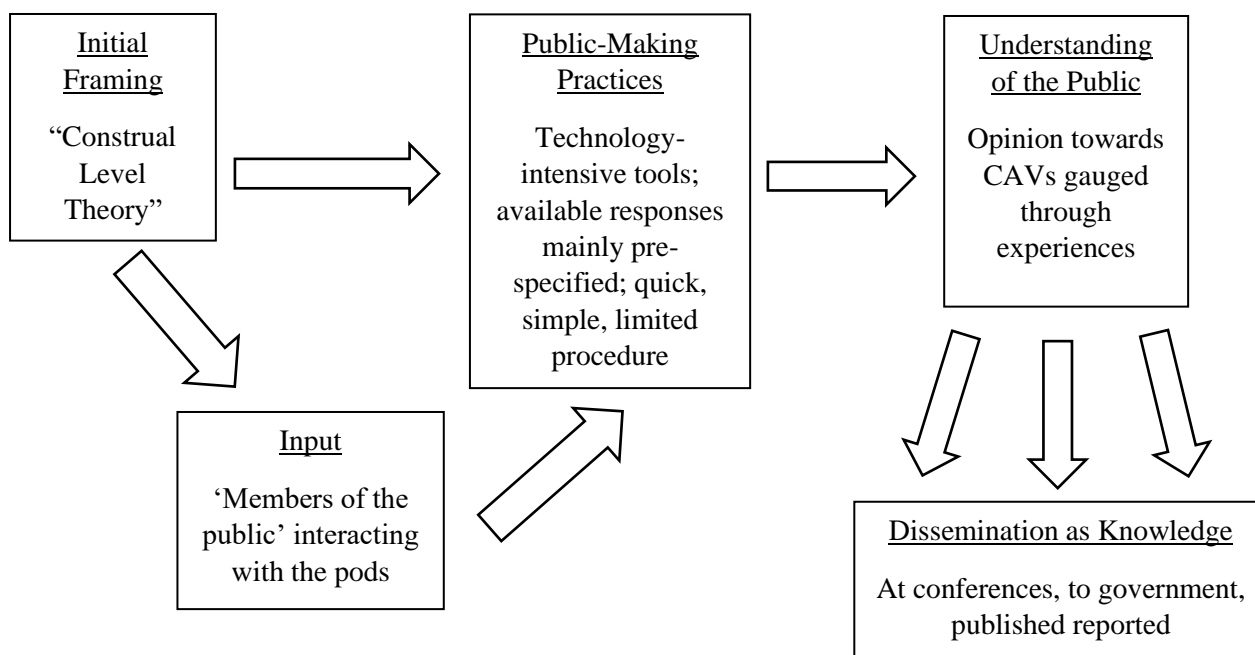 Initial
Framing
“Construal
Level
Theory”
Public-Making
Practices
Technology-
intensive tools;
available responses
mainly pre-
specified; quick,
simple, limited
procedure
Understanding
of the Public
Opinion towards
CAVs gauged
through
experiences
Input
‘Members of the
public’ interacting
with the pods
Dissemination as Knowledge
At conferences, to government,
published reported